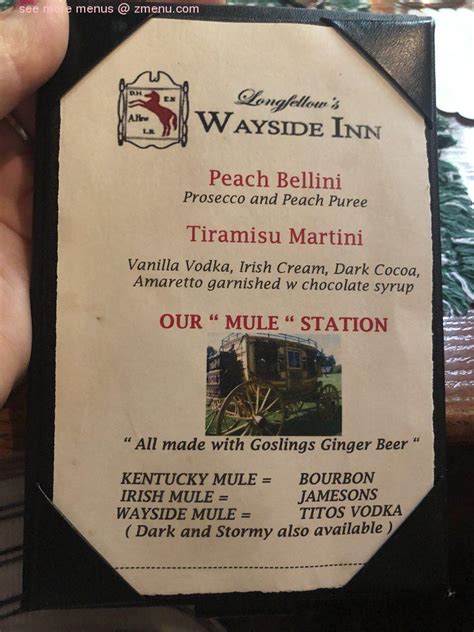 see more menus @ zmenu.com
D.H.
E.H.
A.How
L.R.
Longfellow's
WAYSIDE INN
Peach Bellini
Prosecco and Peach Puree
Tiramisu Martini
Vanilla Vodka, Irish Cream, Dark Cocoa,
Amaretto garnished w chocolate syrup
OUR “ MULE “ STATION
“ All made with Goslings Ginger Beer “
KENTUCKY MULE = BOURBON
IRISH MULE = JAMESONS
WAYSIDE MULE = TITOS VODKA
( Dark and Stormy also available )